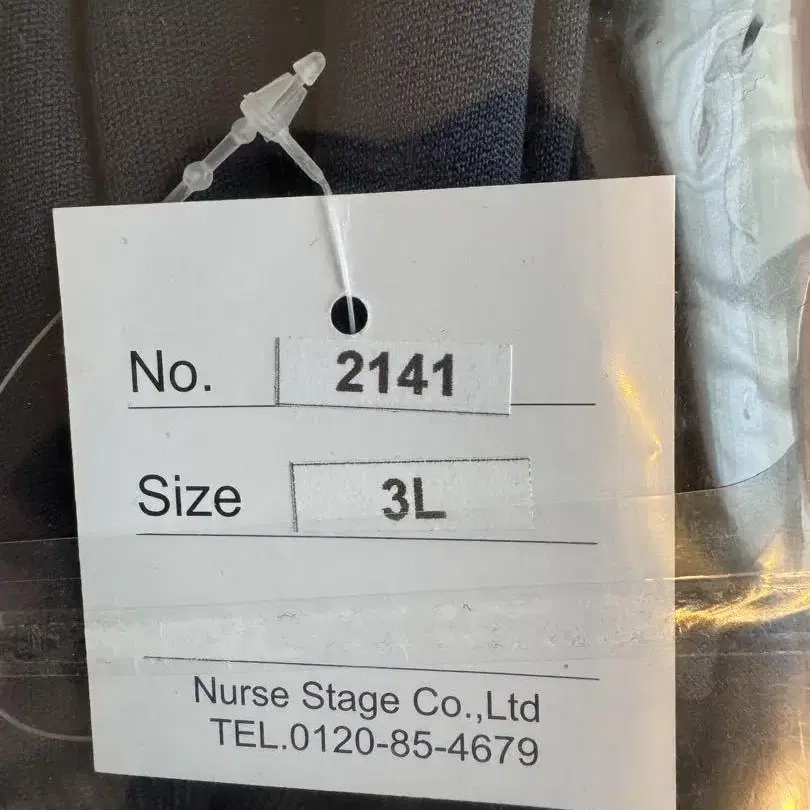 No. 2141
Size 3L
Nurse Stage Co.,Ltd
TEL.0120-85-4679